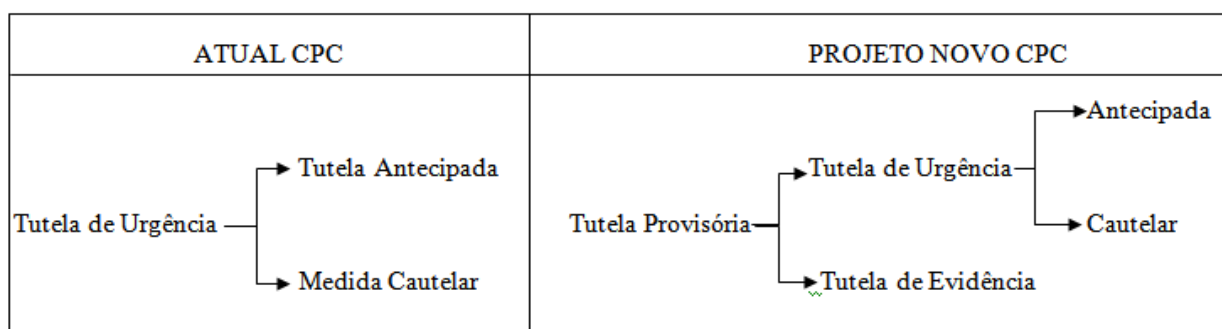 ATUAL CPC
PROJETO NOVO CPC
Tutela de Urgência
Tutela Antecipada
Medida Cautelar
Tutela Provisória
Tutela de Urgência
Antecipada
Cautelar
Tutela de Evidência